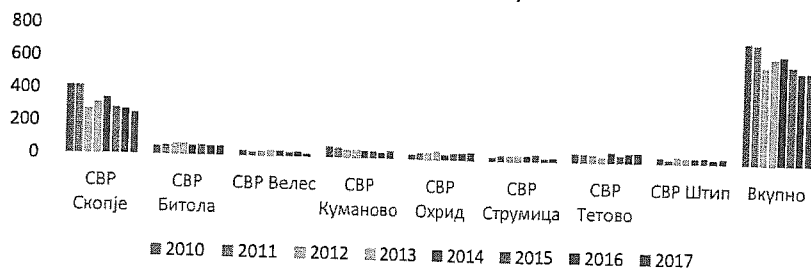 800
600
400
200
0
СВР Скопје
СВР Битола
СВР Велес
СВР Куманово
СВР Охрид
СВР Струмица
СВР Тетово
СВР Штип
Вкупно
2010 2011 2012 2013 2014 2015 2016 2017